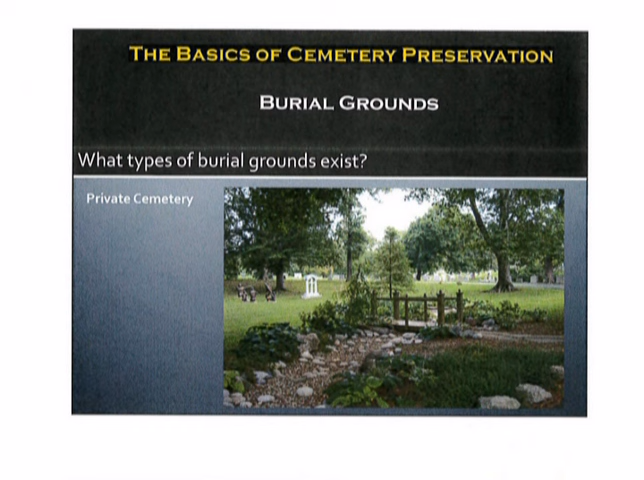 The Basics of Cemetery Preservation
Burial Grounds
What types of burial grounds exist?
Private Cemetery